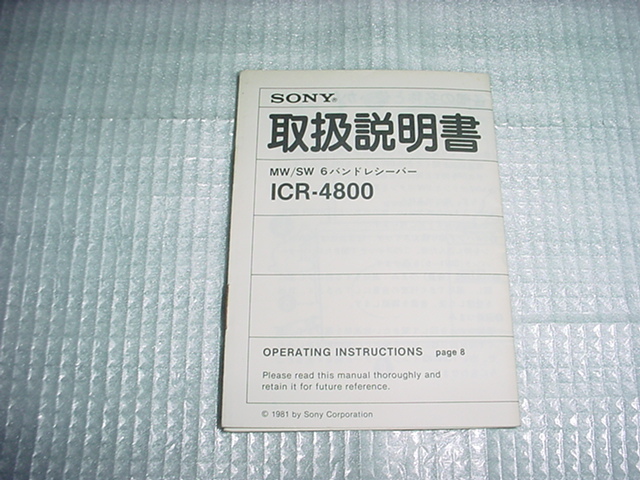 SONY®
取扱説明書
MW/SW 6バンドレシーバー
ICR-4800
OPERATING INSTRUCTIONS page 8
Please read this manual thoroughly and
retain it for future reference.
© 1981 by Sony Corporation